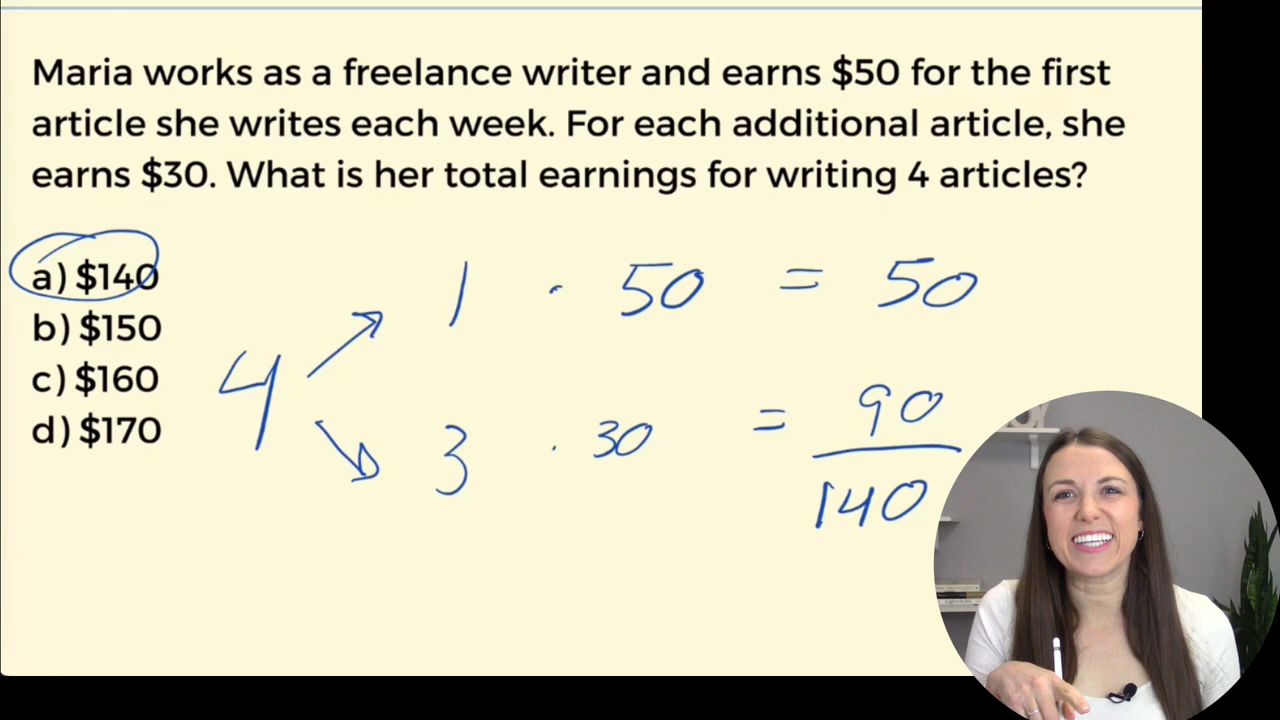 Maria works as a freelance writer and earns $50 for the first
article she writes each week. For each additional article, she
earns $30. What is her total earnings for writing 4 articles?
a) $140
b) $150
c) $160
d) $170
4
1 · 50 = 50
3 · 30 = 90
140